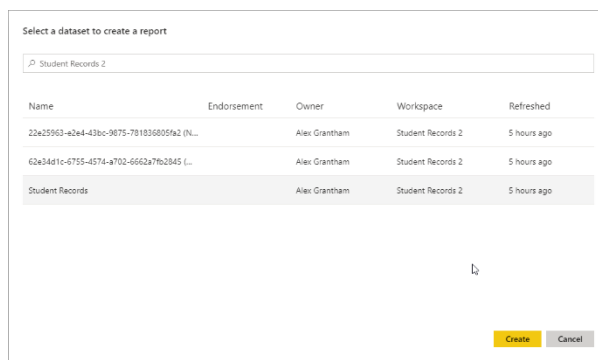 Select a dataset to create a report
Student Records 2
Name Endorsement Owner Workspace Refreshed
22e25963-e2e4-43bc-9875-781836805fa2 (N... Alex Grantham Student Records 2 5 hours ago
62e34d1c-6755-4574-a702-6662a7fb2845 (... Alex Grantham Student Records 2 5 hours ago
Student Records Alex Grantham Student Records 2 5 hours ago
Create Cancel